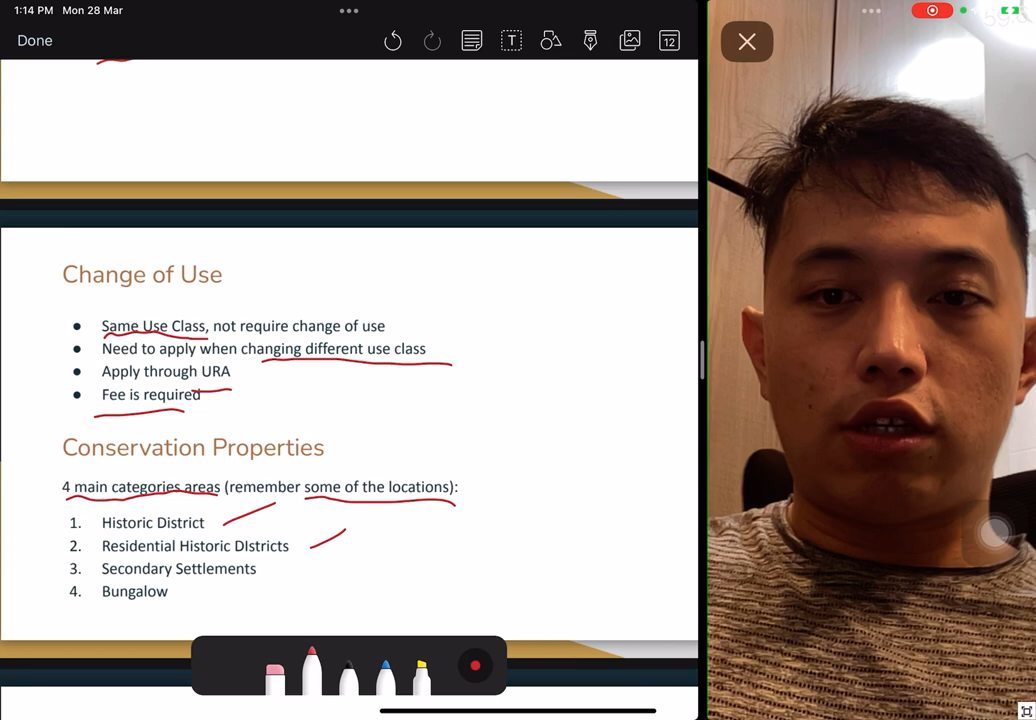 1:14 PM Mon 28 Mar
Done
T
12
Change of Use
● Same Use Class, not require change of use
● Need to apply when changing different use class
● Apply through URA
● Fee is required
Conservation Properties
4 main categories areas (remember some of the locations):
1. Historic District
2. Residential Historic DIstricts
3. Secondary Settlements
4. Bungalow